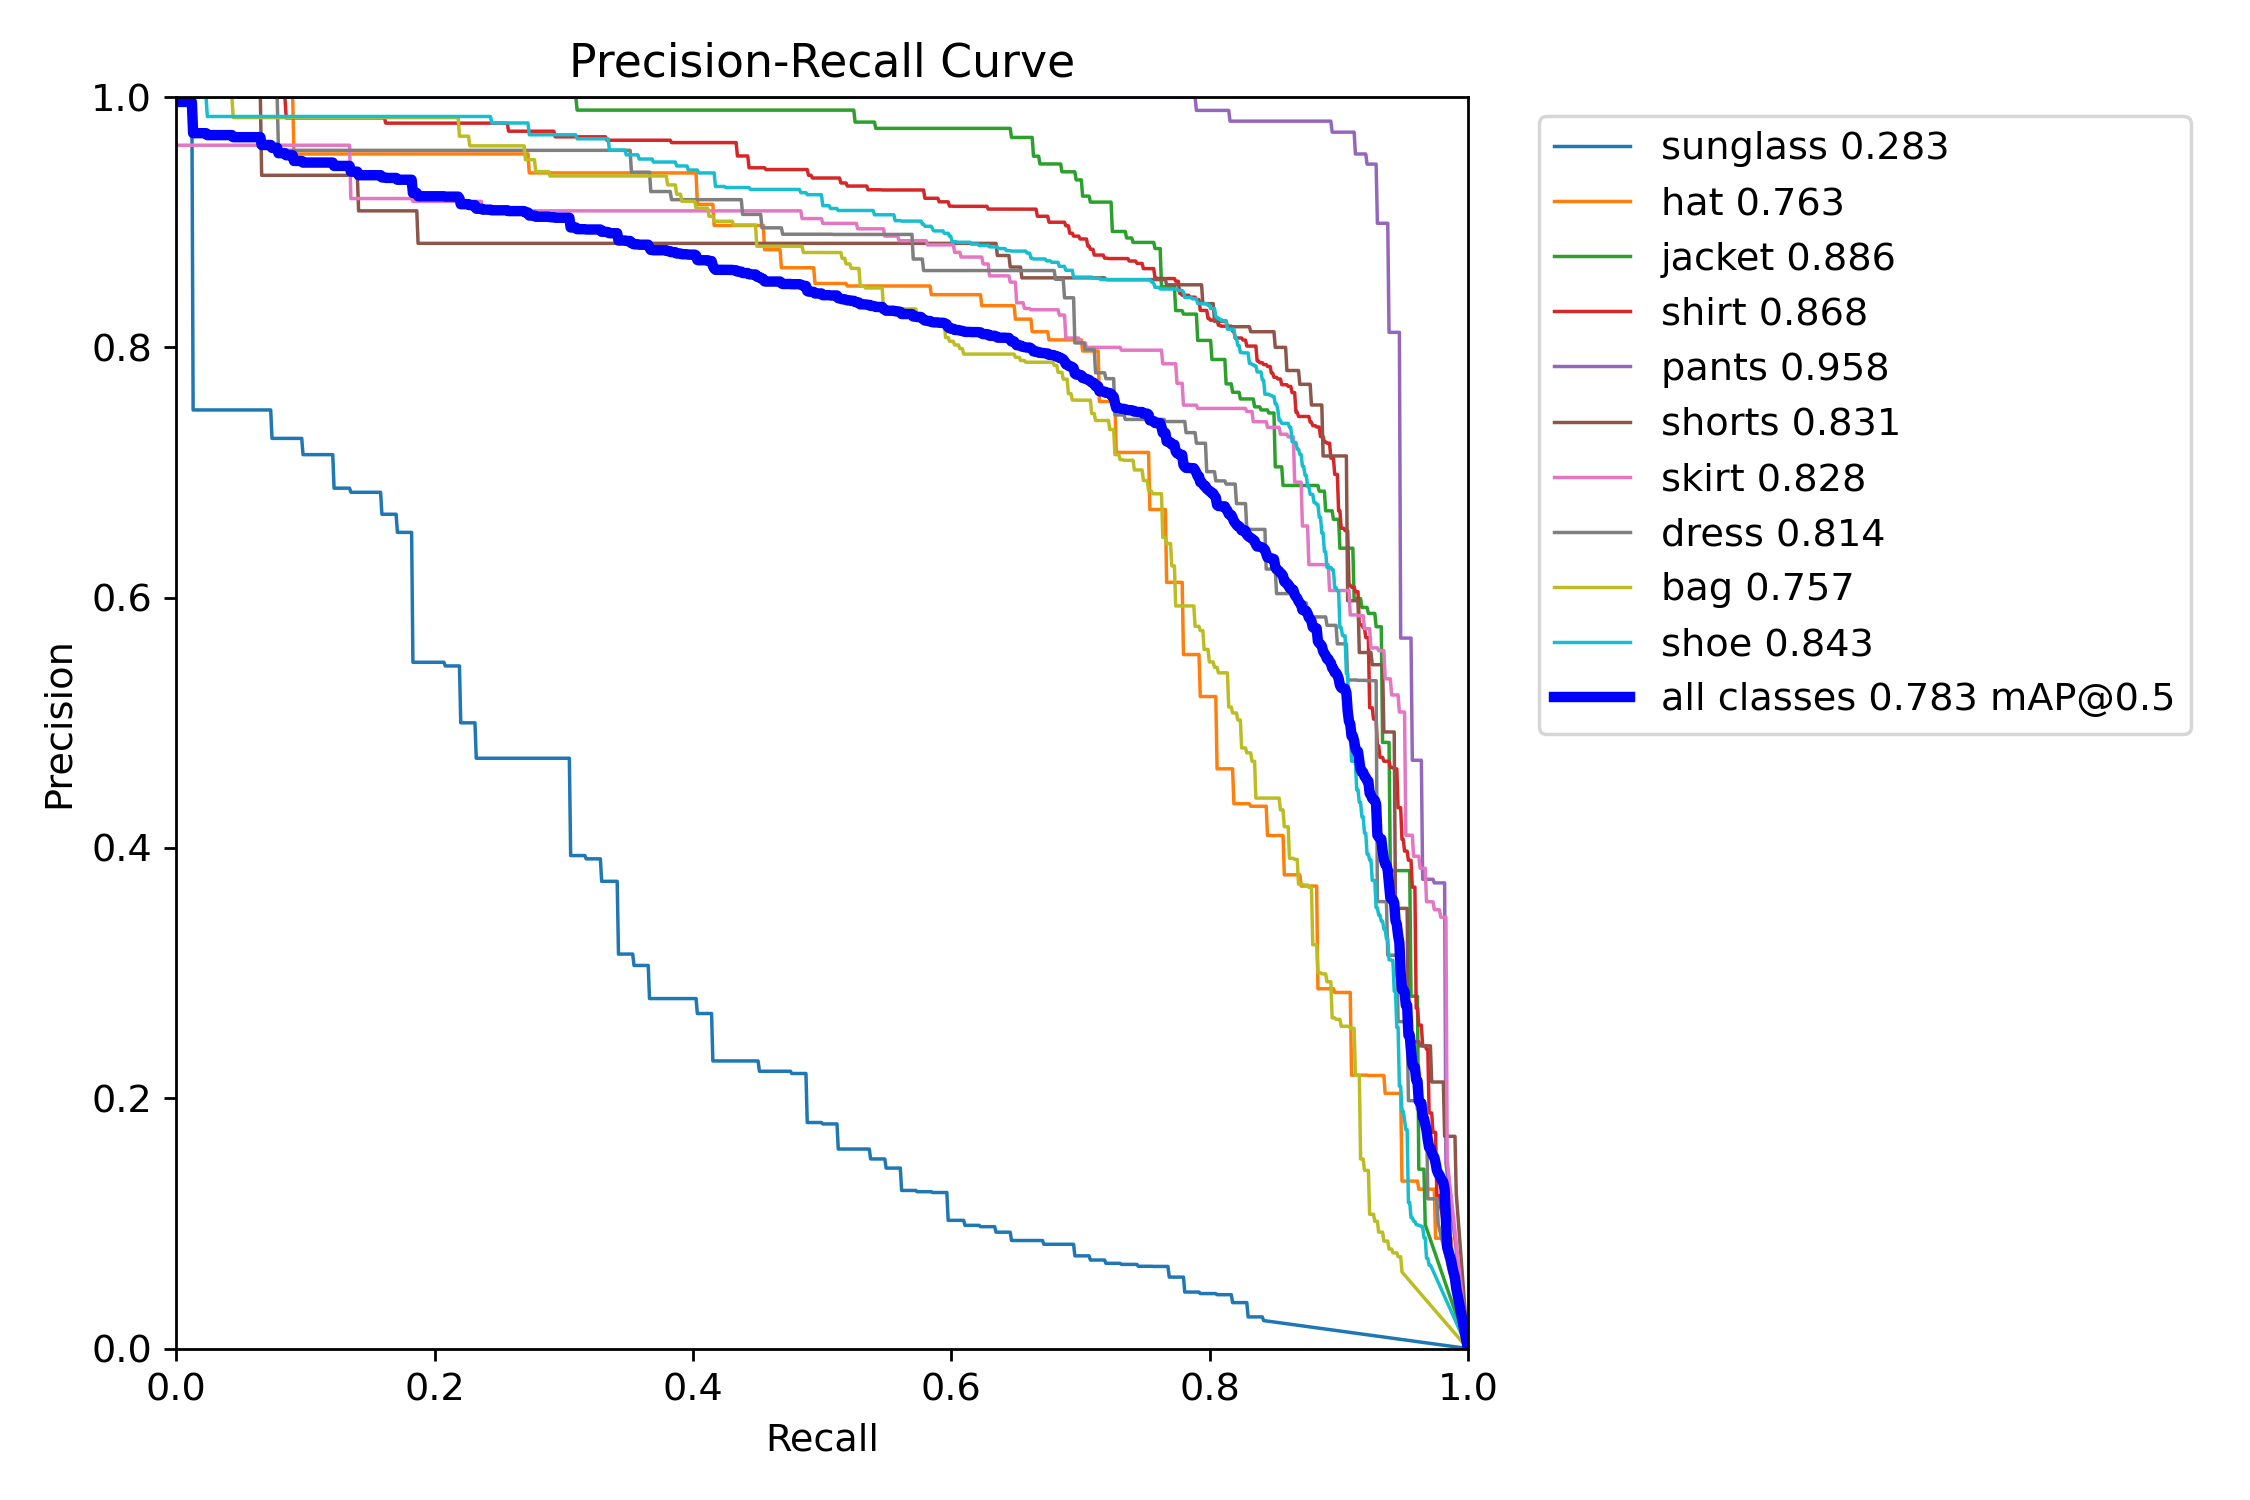 Precision-Recall Curve
1.0
0.8
0.6
0.4
0.2
0.0
Precision
0.0 0.2 0.4 0.6 0.8 1.0
Recall
sunglass 0.283
hat 0.763
jacket 0.886
shirt 0.868
pants 0.958
shorts 0.831
skirt 0.828
dress 0.814
bag 0.757
shoe 0.843
all classes 0.783 mAP@0.5